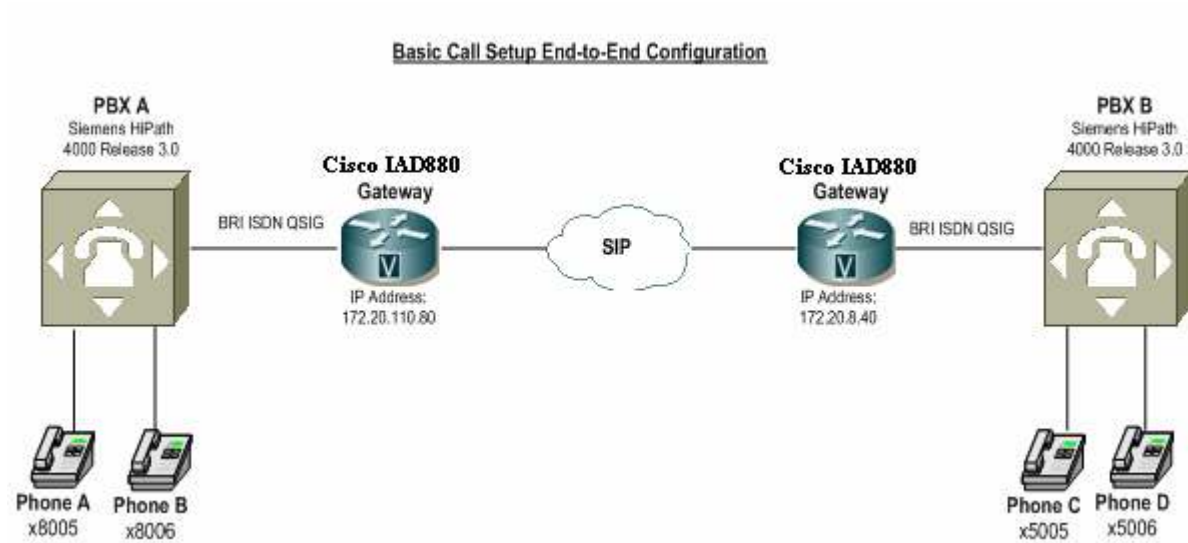 Basic Call Setup End-to-End Configuration
PBX A
Siemens HiPath
4000 Release 3.0
Cisco IAD880
Gateway
BRI ISDN QSIG
V
IP Address:
172.20.110.80
SIP
Cisco IAD880
Gateway
V
IP Address:
172.20.8.40
BRI ISDN QSIG
PBX B
Siemens HiPath
4000 Release 3.0
Phone A
x8005
Phone B
x8006
Phone C
x5005
Phone D
x5006